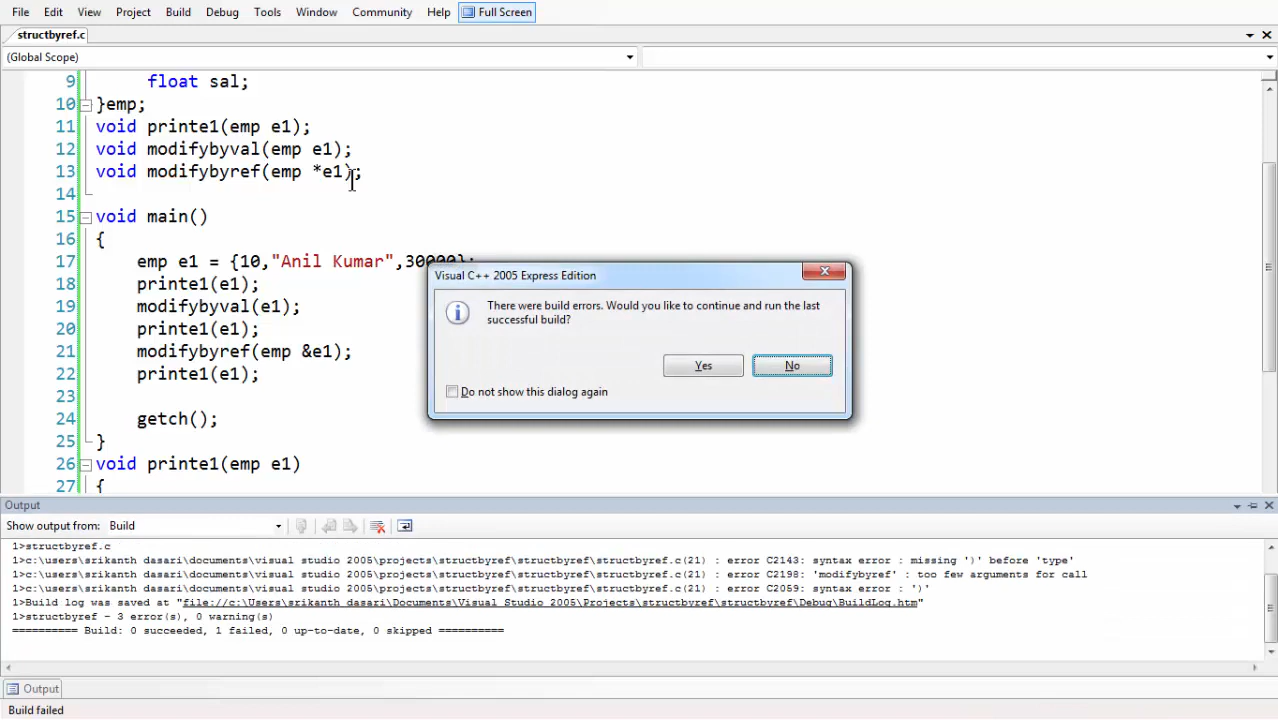 File Edit View Project Build Debug Tools Window Community Help Full Screen
structbyref.c
(Global Scope)
9 float sal;
10 }emp;
11 void printe1(emp e1);
12 void modifybyval(emp e1);
13 void modifybyref(emp *e1);
14
15 void main()
16 {
17 emp e1 = {10,"Anil Kumar",30000};
18 printe1(e1);
19 modifybyval(e1);
20 printe1(e1);
21 modifybyref(emp &e1);
22 printe1(e1);
23
24 getch();
25 }
26 void printe1(emp e1)
27 {
Visual C++ 2005 Express Edition
There were build errors. Would you like to continue and run the last
successful build?
Yes No
Do not show this dialog again
Output
Show output from: Build
1>structbyref.c
1>c:\users\srikanth dasari\documents\visual studio 2005\projects\structbyref\structbyref\structbyref.c(21) : error C2143: syntax error : missing ')' before 'type'
1>c:\users\srikanth dasari\documents\visual studio 2005\projects\structbyref\structbyref\structbyref.c(21) : error C2198: 'modifybyref' : too few arguments for call
1>c:\users\srikanth dasari\documents\visual studio 2005\projects\structbyref\structbyref\structbyref.c(21) : error C2059: syntax error : ')'
1>Build log was saved at "file://c:\Users\srikanth dasari\Documents\Visual Studio 2005\Projects\structbyref\structbyref\Debug\BuildLog.htm"
1>structbyref - 3 error(s), 0 warning(s)
========== Build: 0 succeeded, 1 failed, 0 up-to-date, 0 skipped ==========
Output
Build failed